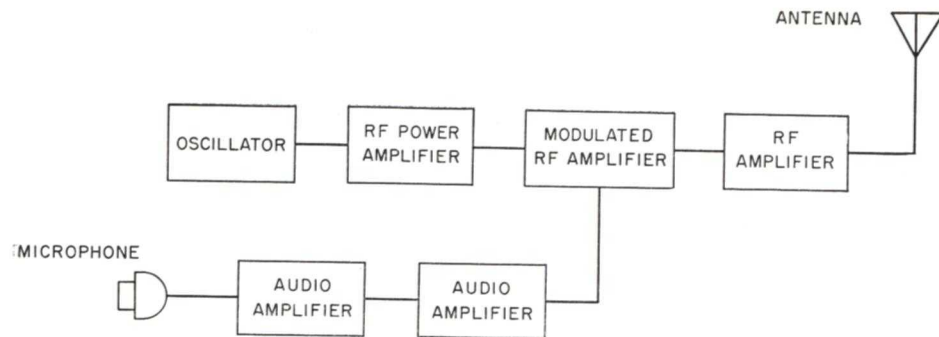 ANTENNA
OSCILLATOR
RF POWER
AMPLIFIER
MODULATED
RF AMPLIFIER
RF
AMPLIFIER
MICROPHONE
AUDIO
AMPLIFIER
AUDIO
AMPLIFIER